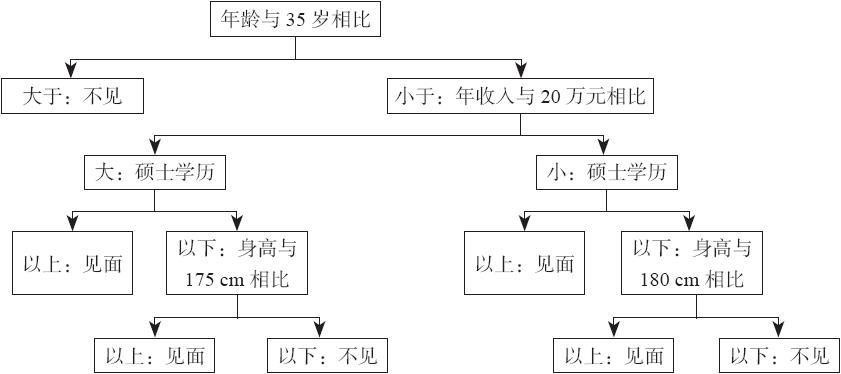 年龄与 35 岁相比
大于：不见
小于：年收入与 20 万元相比
大：硕士学历
小：硕士学历
以上：见面
以下：身高与
175 cm 相比
以上：见面
以下：身高与
180 cm 相比
以上：见面
以下：不见
以上：见面
以下：不见